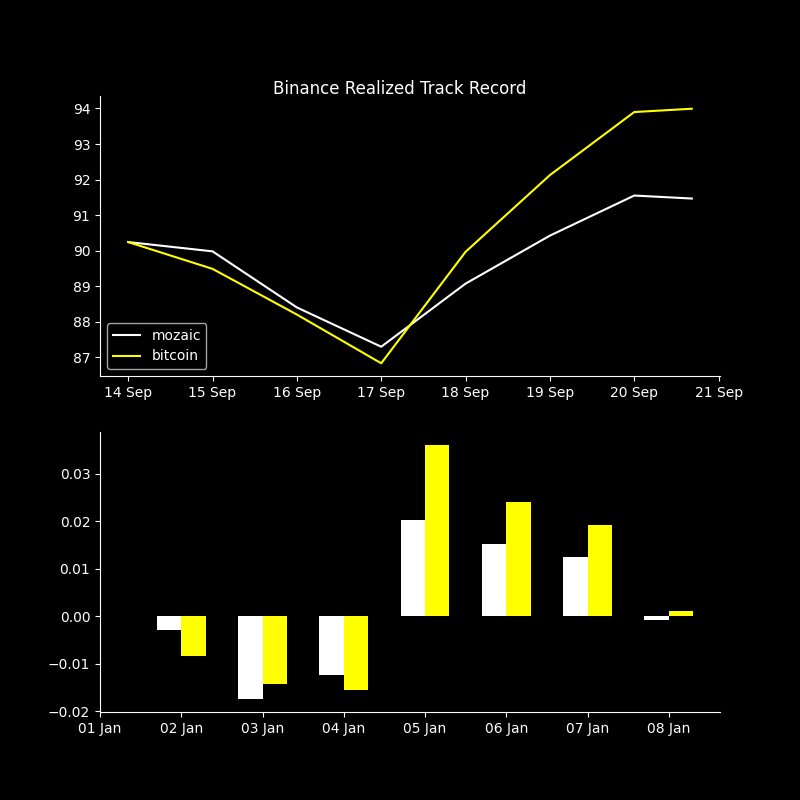 Binance Realized Track Record
94
93
92
91
90
89
88
87
mozaic
bitcoin
14 Sep 15 Sep 16 Sep 17 Sep 18 Sep 19 Sep 20 Sep 21 Sep
0.03
0.02
0.01
0.00
−0.01
−0.02
01 Jan 02 Jan 03 Jan 04 Jan 05 Jan 06 Jan 07 Jan 08 Jan